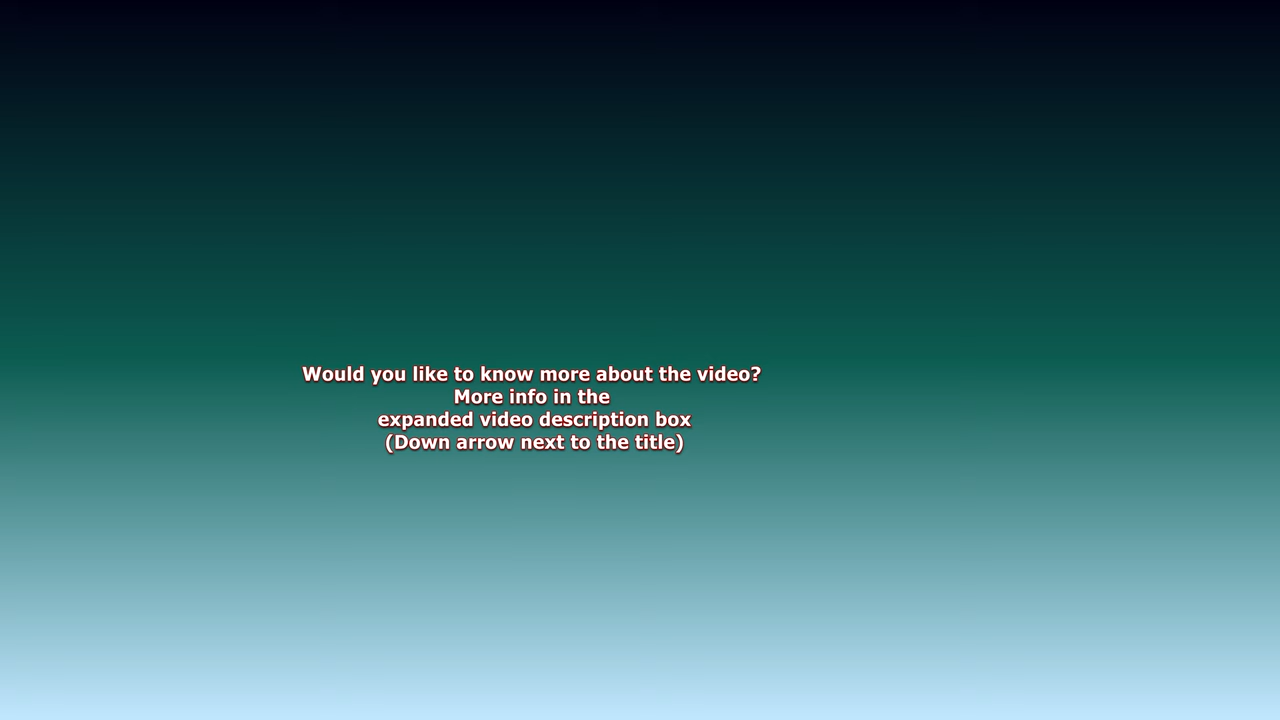 Would you like to know more about the video?
More info in the
expanded video description box
(Down arrow next to the title)